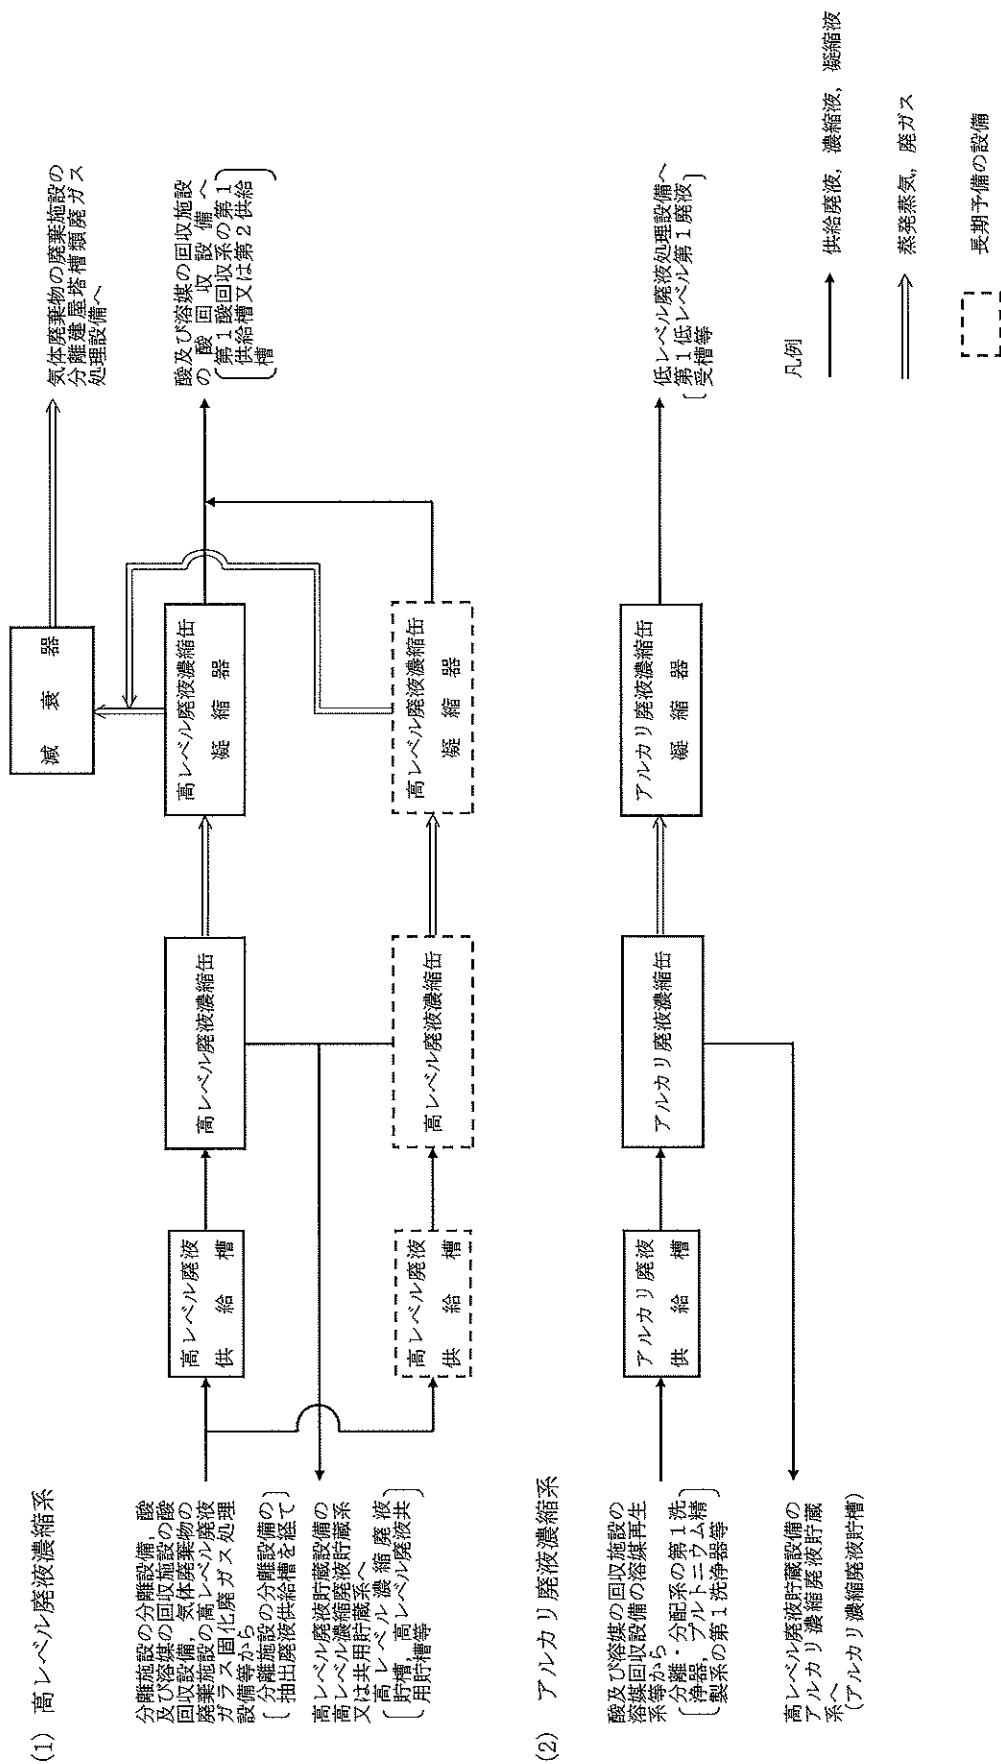 (1) 高レベル廃液濃縮系
分離施設の分離設備，酸
及び溶媒の回収施設の酸
回収設備，気体廃棄物の
廃棄施設の高レベル廃液
ガラス固化廃ガス処理
設備等から
分離施設の分離設備の
抽出廃液供給槽を経て
高レベル廃液
供給槽
高レベル廃液濃縮缶
高レベル廃液濃縮缶
凝縮器
減衰器
気体廃棄物の廃棄施設の
分離建屋塔槽類廃ガス
処理設備へ
酸及び溶媒の回収施設
の酸回収設備へ
第１酸回収系の第１
供給槽又は第２供給
槽
高レベル廃液貯蔵設備の
高レベル濃縮廃液貯蔵系
又は共用貯蔵系へ
高レベル濃縮廃液
貯槽，高レベル廃液共
用貯槽等
高レベル廃液
供給槽
高レベル廃液濃縮缶
高レベル廃液濃縮缶
凝縮器
(2) アルカリ廃液濃縮系
酸及び溶媒の回収施設の
溶媒回収設備の溶媒再生
系等から
分離・分配系の第１洗
浄器，プルトニウム精
製系の第１洗浄器等
アルカリ廃液
供給槽
アルカリ廃液濃縮缶
アルカリ廃液濃縮缶
凝縮器
低レベル廃液処理設備へ
第１低レベル第１廃液
受槽等
高レベル廃液貯蔵設備の
アルカリ濃縮廃液貯蔵
系へ
(アルカリ濃縮廃液貯槽)
凡例
供給廃液，濃縮液，凝縮液
蒸発蒸気，廃ガス
長期予備の設備